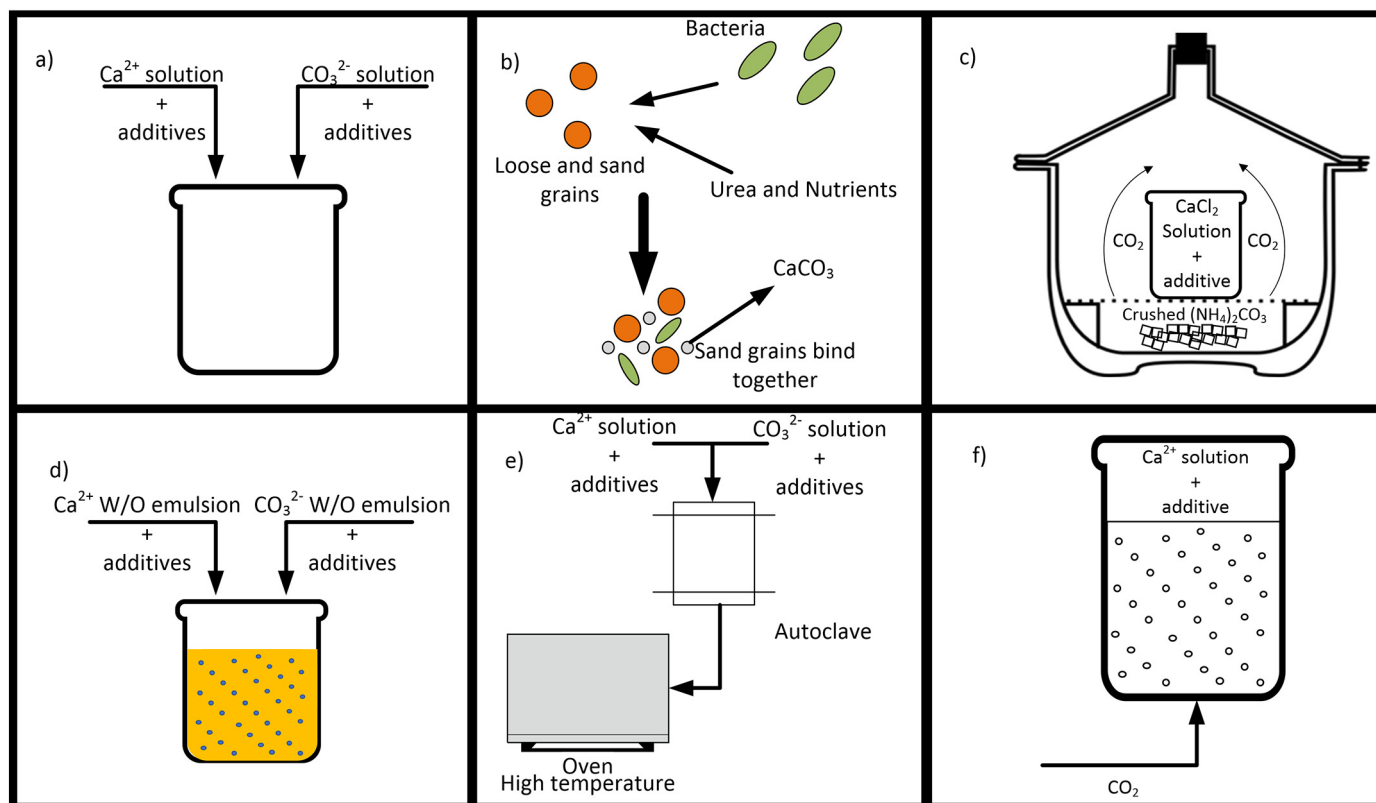 a)
Ca²⁺ solution
+
additives
CO₃²⁻ solution
+
additives
b)
Bacteria
Loose and sand
grains
Urea and Nutrients
CaCO₃
Sand grains bind
together
c)
CaCl₂
Solution
+
additive
CO₂
CO₂
Crushed (NH₄)₂CO₃
d)
Ca²⁺ W/O emulsion
+
additives
CO₃²⁻ W/O emulsion
+
additives
e)
Ca²⁺ solution
+
additives
CO₃²⁻ solution
+
additives
Autoclave
Oven
High temperature
f)
Ca²⁺ solution
+
additive
CO₂